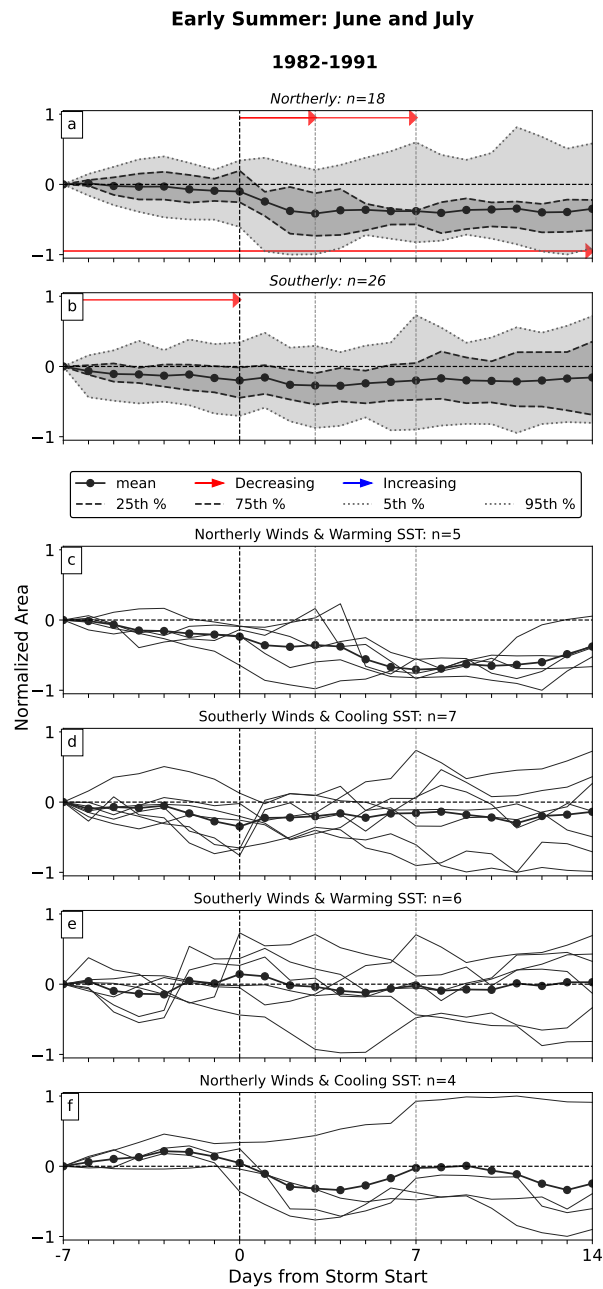 Early Summer: June and July
1982-1991
Northerly: n=18
a
1
0
−1
Southerly: n=26
b
1
0
−1
mean
Decreasing
Increasing
25th %
75th %
5th %
95th %
Normalized Area
Northerly Winds & Warming SST: n=5
c
1
0
−1
Southerly Winds & Cooling SST: n=7
d
1
0
−1
Southerly Winds & Warming SST: n=6
e
1
0
−1
Northerly Winds & Cooling SST: n=4
f
1
0
−1
-7 0 7 14
Days from Storm Start